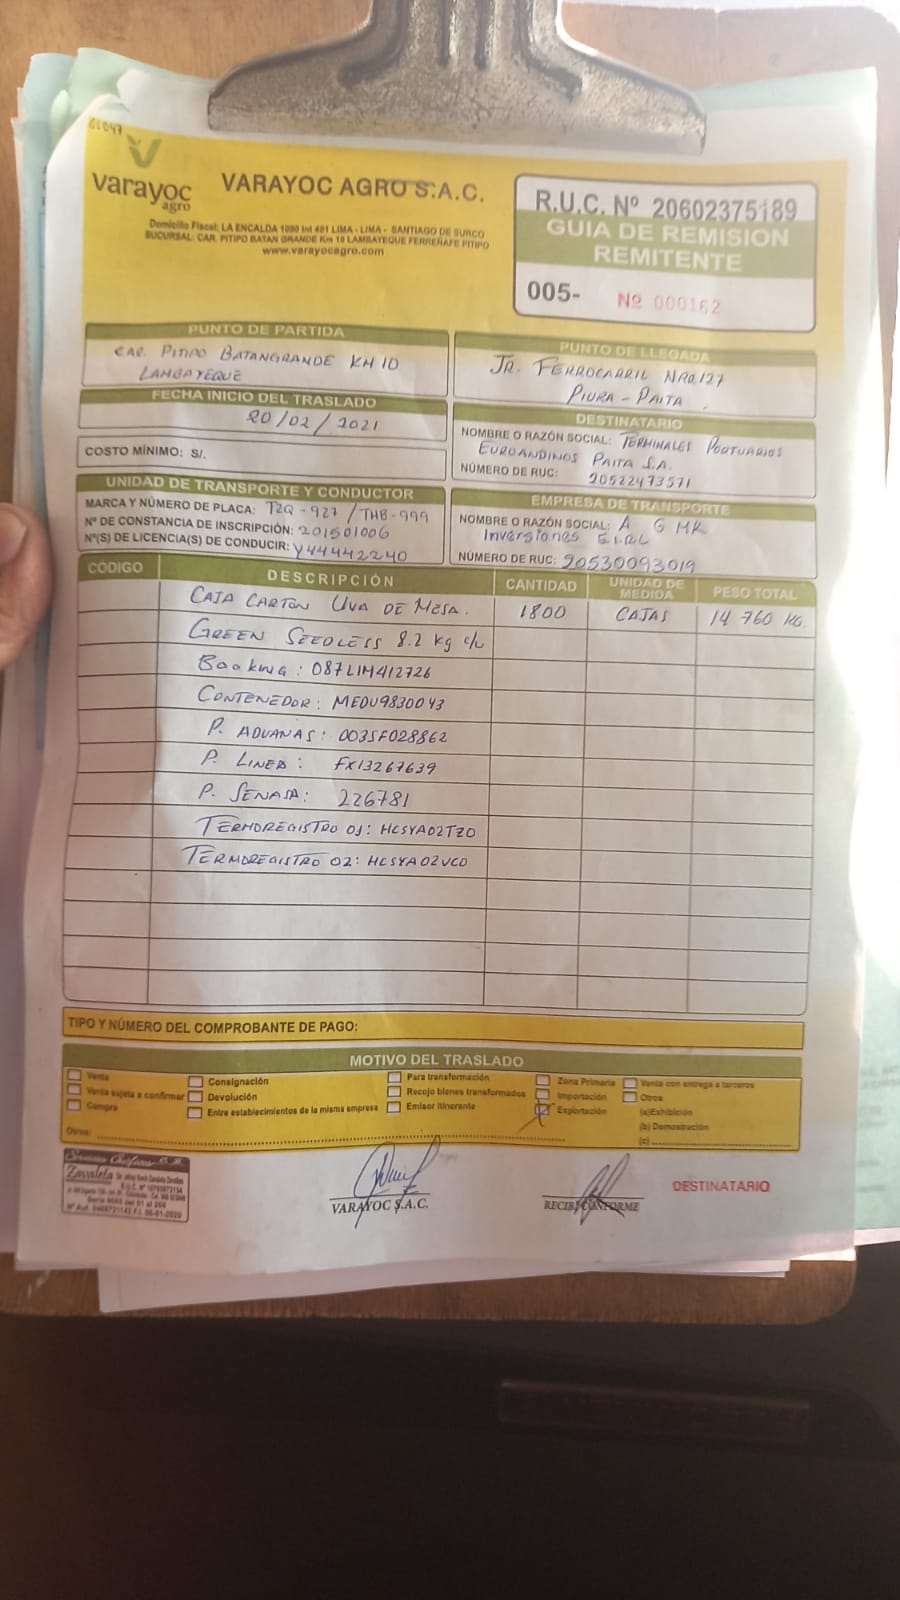 GL047
varayoc
agro
VARAYOC AGRO S.A.C.
Domicilio Fiscal: LA ENCALDA 1090 Int 401 LIMA - LIMA - SANTIAGO DE SURCO
SUCURSAL: CAR. PITIPO BATAN GRANDE Km 10 LAMBAYEQUE FERREÑAFE PITIPO
www.varayocagro.com
R.U.C. Nº 20602375189
GUIA DE REMISION
REMITENTE
005- Nº 000162
PUNTO DE PARTIDA
CAR. PITIPO BATANGRANDE KM 10
LAMBAYEQUE
PUNTO DE LLEGADA
JR. FERROCARRIL NRO.127
PIURA - PAITA.
FECHA INICIO DEL TRASLADO
20/02/2021
COSTO MÍNIMO: S/.
DESTINATARIO
NOMBRE O RAZÓN SOCIAL: TERMINALES PORTUARIOS
EUROANDINOS PAITA S.A.
NÚMERO DE RUC: 20522473571
UNIDAD DE TRANSPORTE Y CONDUCTOR
MARCA Y NÚMERO DE PLACA: T2Q-927 / THB-999
Nº DE CONSTANCIA DE INSCRIPCIÓN: 201501006
Nº(S) DE LICENCIA(S) DE CONDUCIR: Y44442240
EMPRESA DE TRANSPORTE
NOMBRE O RAZÓN SOCIAL: A G MR
Inversiones E.I.R.L
NÚMERO DE RUC: 20530093019
CÓDIGO DESCRIPCIÓN CANTIDAD UNIDAD DE MEDIDA PESO TOTAL
CAJA CARTON UVA DE MESA. 1800 CAJAS 14 760 KG.
GREEN SEEDLESS 8.2 kg c/u
Booking: 087LIM412726
CONTENEDOR: MEDU9830043
P. ADUANAS: 003SF028862
P. LINEA: FX13267639
P. SENASA: 226781
TERMOREGISTRO 01: HCSYA02TZ0
TERMOREGISTRO 02: HCSYA02VC0
TIPO Y NÚMERO DEL COMPROBANTE DE PAGO:
MOTIVO DEL TRASLADO
Venta Consignación Para transformación Zona Primaria Venta con entrega a terceros
Venta sujeta a confirmar Devolución Recojo bienes transformados Importación Otros
Compra Entre establecimientos de la misma empresa Emisor Itinerante Exportación (a)Exhibición
(b) Demostración
Otros: (c)
Zavaleta
VARAYOC S.A.C.
RECIBI CONFORME
DESTINATARIO